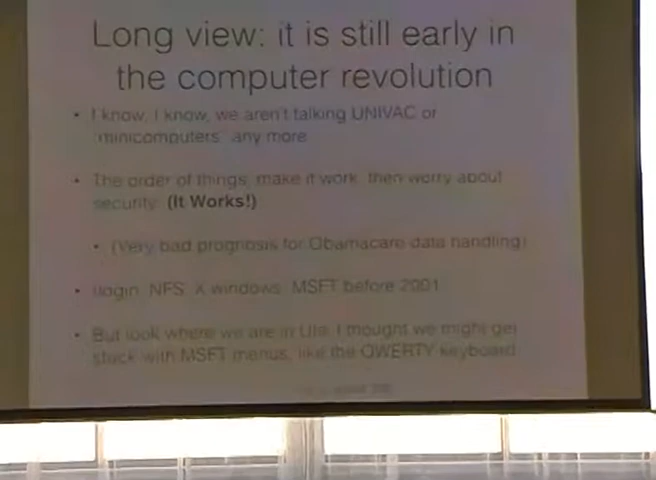 Long view: it is still early in
the computer revolution
• I know, I know, we aren't talking UNIVAC or
"minicomputers" any more
• The order of things: make it work, then worry about
security. (It Works!)
• (Very bad prognosis for Obamacare data handling)
• rlogin, NFS, X windows, MSFT before 2001
• But look where we are in UIs: I thought we might get
stuck with MSFT menus, like the QWERTY keyboard